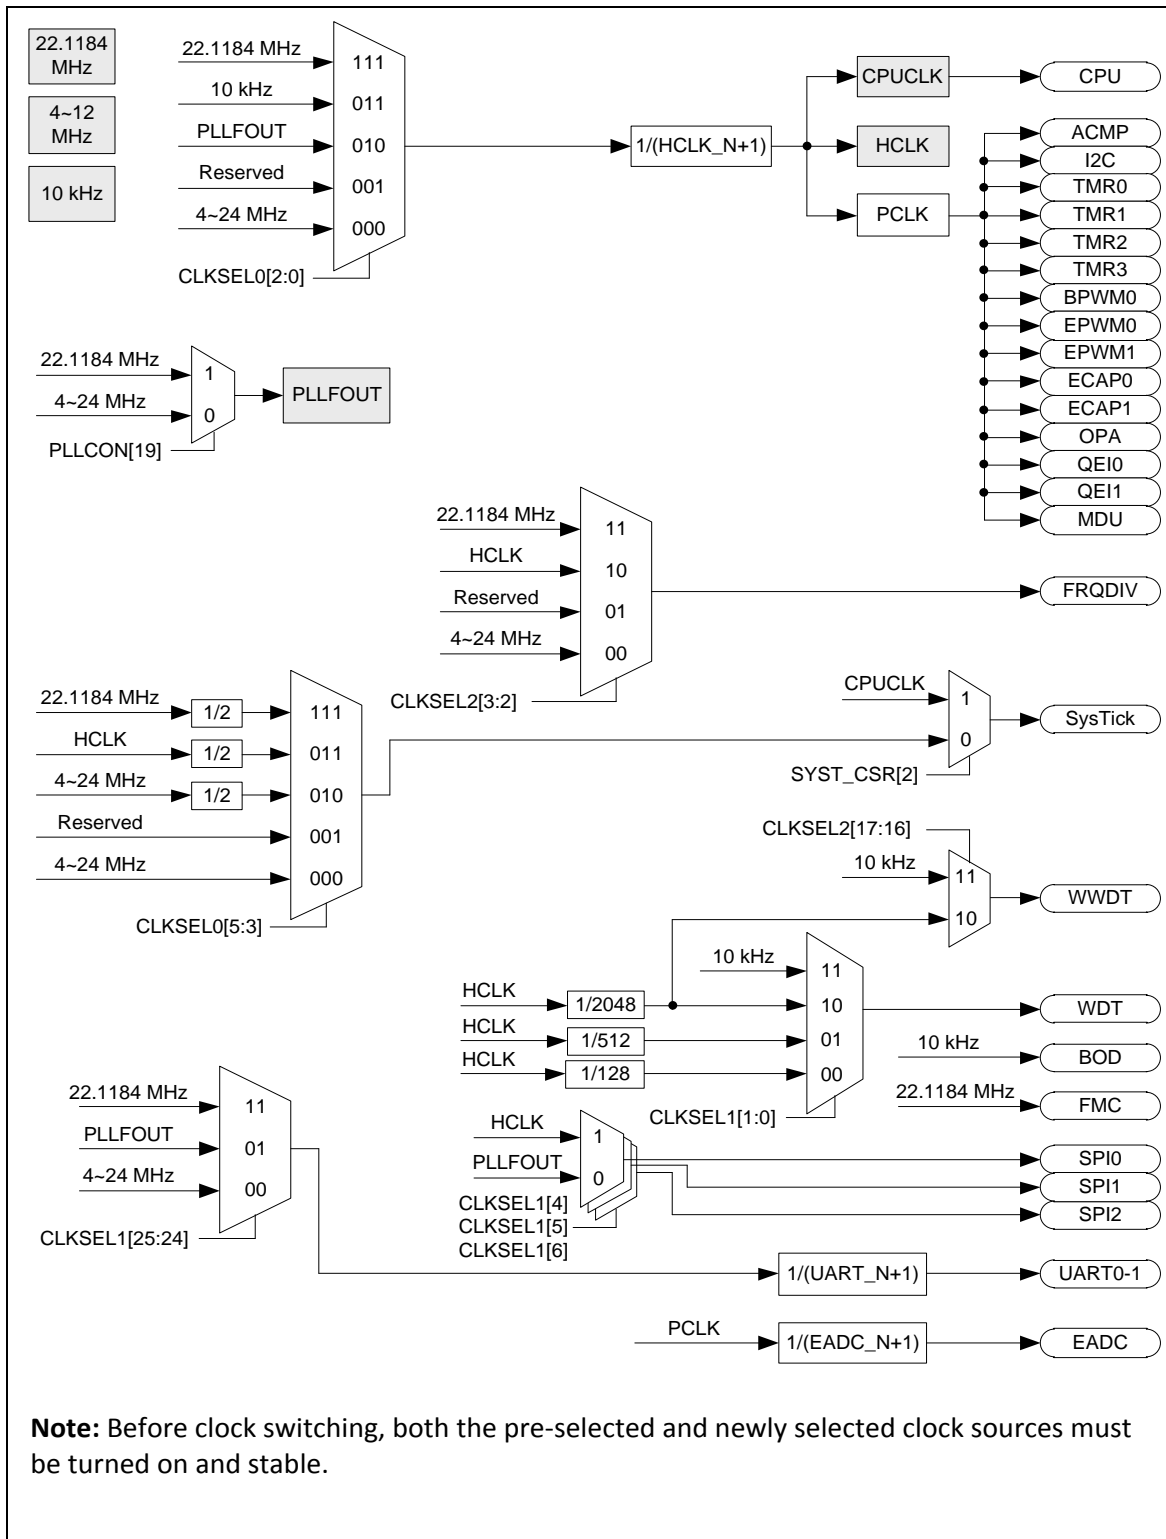 22.1184
MHz
4~12
MHz
10 kHz
22.1184 MHz
10 kHz
PLLFOUT
Reserved
4~24 MHz
111
011
010
001
000
CLKSEL0[2:0]
1/(HCLK_N+1)
CPUCLK
HCLK
PCLK
CPU
ACMP
I2C
TMR0
TMR1
TMR2
TMR3
BPWM0
EPWM0
EPWM1
ECAP0
ECAP1
OPA
QEI0
QEI1
MDU
22.1184 MHz
4~24 MHz
1
0
PLLCON[19]
PLLFOUT
22.1184 MHz
HCLK
Reserved
4~24 MHz
11
10
01
00
CLKSEL2[3:2]
FRQDIV
22.1184 MHz
HCLK
4~24 MHz
Reserved
4~24 MHz
1/2
1/2
1/2
111
011
010
001
000
CLKSEL0[5:3]
CPUCLK
1
0
SYST_CSR[2]
SysTick
CLKSEL2[17:16]
10 kHz
11
10
WWDT
10 kHz
HCLK
1/2048
HCLK
1/512
HCLK
1/128
11
10
01
00
CLKSEL1[1:0]
WDT
10 kHz
BOD
22.1184 MHz
FMC
22.1184 MHz
PLLFOUT
4~24 MHz
11
01
00
CLKSEL1[25:24]
HCLK
PLLFOUT
1
0
CLKSEL1[4]
CLKSEL1[5]
CLKSEL1[6]
SPI0
SPI1
SPI2
1/(UART_N+1)
UART0-1
PCLK
1/(EADC_N+1)
EADC
Note: Before clock switching, both the pre-selected and newly selected clock sources must
be turned on and stable.